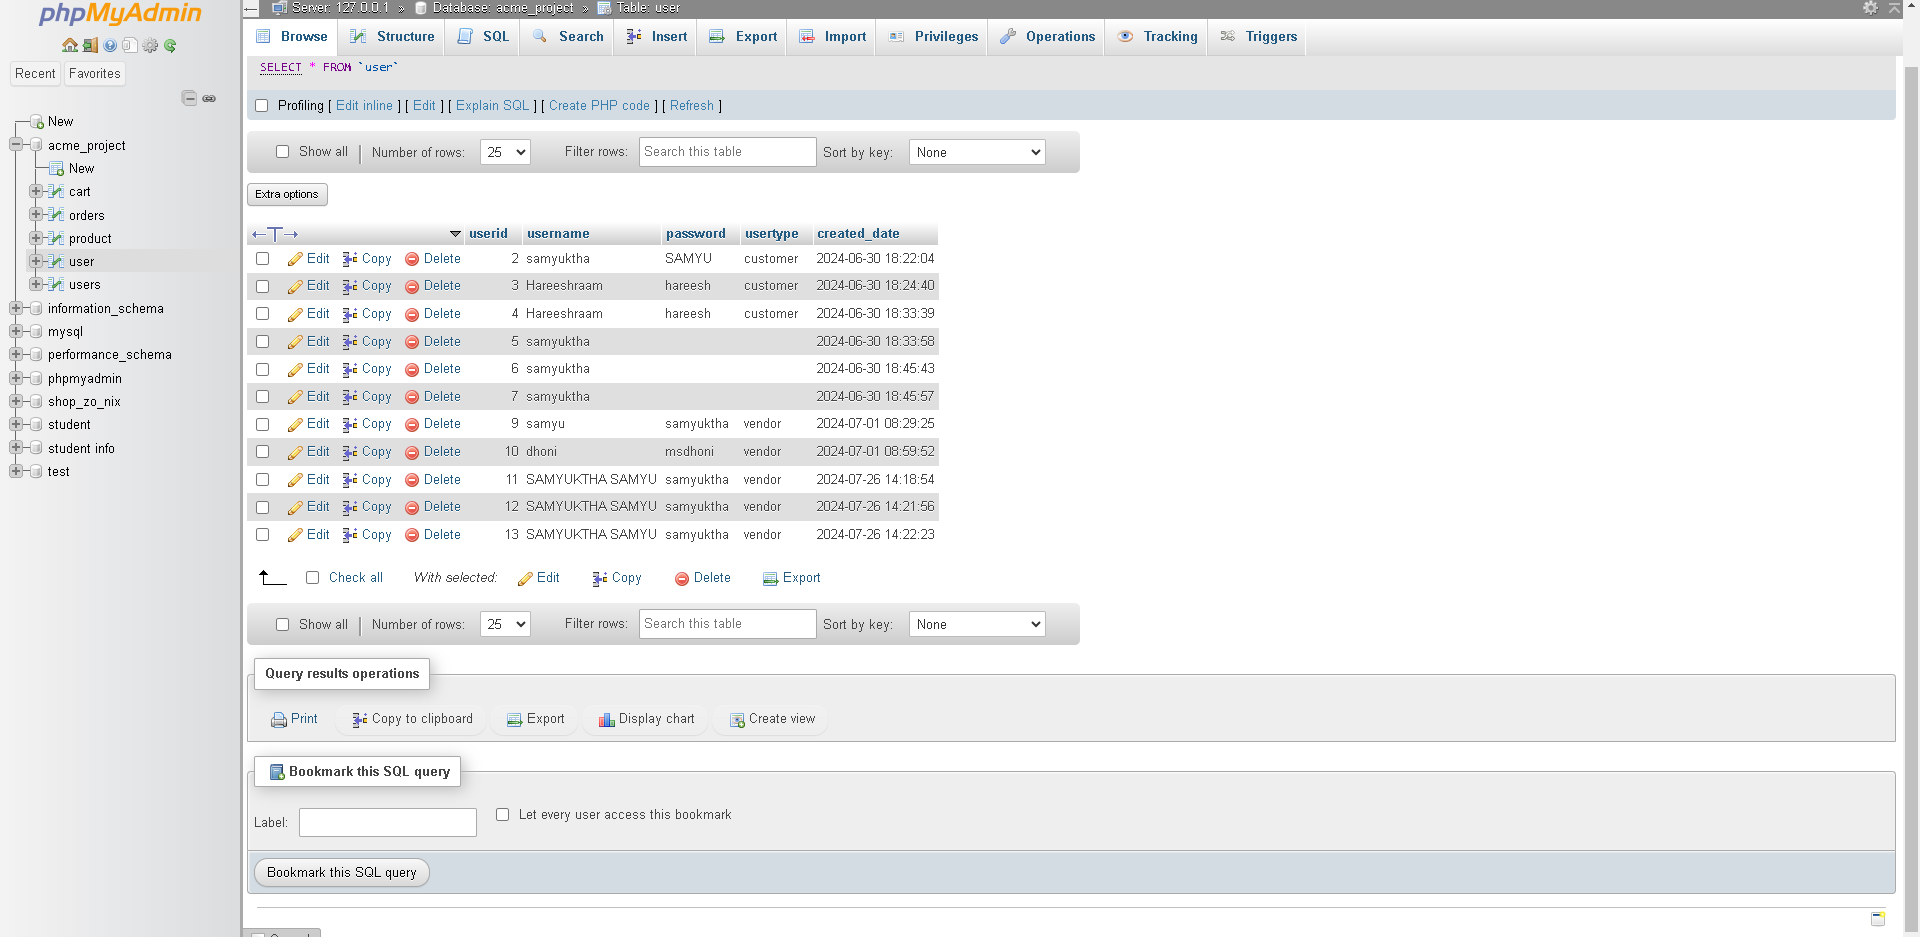 phpMyAdmin
Recent Favorites
New
acme_project
New
cart
orders
product
user
users
information_schema
mysql
performance_schema
phpmyadmin
shop_zo_nix
student
student info
test
Server: 127.0.0.1 » Database: acme_project » Table: user
Browse Structure SQL Search Insert Export Import Privileges Operations Tracking Triggers
SELECT * FROM `user`
Profiling [ Edit inline ] [ Edit ] [ Explain SQL ] [ Create PHP code ] [ Refresh ]
Show all Number of rows: 25 Filter rows: Search this table Sort by key: None
Extra options
userid username password usertype created_date
Edit Copy Delete 2 samyuktha SAMYU customer 2024-06-30 18:22:04
Edit Copy Delete 3 Hareeshraam hareesh customer 2024-06-30 18:24:40
Edit Copy Delete 4 Hareeshraam hareesh customer 2024-06-30 18:33:39
Edit Copy Delete 5 samyuktha 2024-06-30 18:33:58
Edit Copy Delete 6 samyuktha 2024-06-30 18:45:43
Edit Copy Delete 7 samyuktha 2024-06-30 18:45:57
Edit Copy Delete 9 samyu samyuktha vendor 2024-07-01 08:29:25
Edit Copy Delete 10 dhoni msdhoni vendor 2024-07-01 08:59:52
Edit Copy Delete 11 SAMYUKTHA SAMYU samyuktha vendor 2024-07-26 14:18:54
Edit Copy Delete 12 SAMYUKTHA SAMYU samyuktha vendor 2024-07-26 14:21:56
Edit Copy Delete 13 SAMYUKTHA SAMYU samyuktha vendor 2024-07-26 14:22:23
Check all With selected: Edit Copy Delete Export
Show all Number of rows: 25 Filter rows: Search this table Sort by key: None
Query results operations
Print Copy to clipboard Export Display chart Create view
Bookmark this SQL query
Label: Let every user access this bookmark
Bookmark this SQL query